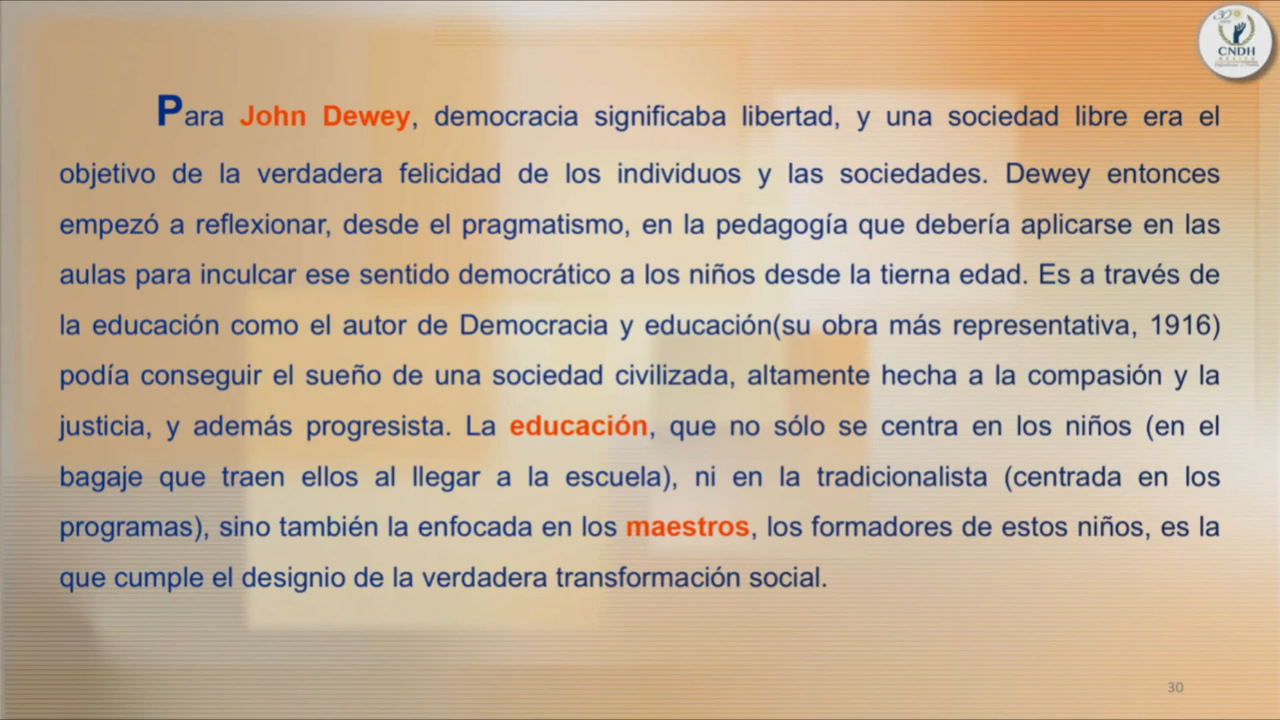 30
CNDH
MÉXICO
Para John Dewey, democracia significaba libertad, y una sociedad libre era el
objetivo de la verdadera felicidad de los individuos y las sociedades. Dewey entonces
empezó a reflexionar, desde el pragmatismo, en la pedagogía que debería aplicarse en las
aulas para inculcar ese sentido democrático a los niños desde la tierna edad. Es a través de
la educación como el autor de Democracia y educación(su obra más representativa, 1916)
podía conseguir el sueño de una sociedad civilizada, altamente hecha a la compasión y la
justicia, y además progresista. La educación, que no sólo se centra en los niños (en el
bagaje que traen ellos al llegar a la escuela), ni en la tradicionalista (centrada en los
programas), sino también la enfocada en los maestros, los formadores de estos niños, es la
que cumple el designio de la verdadera transformación social.
30